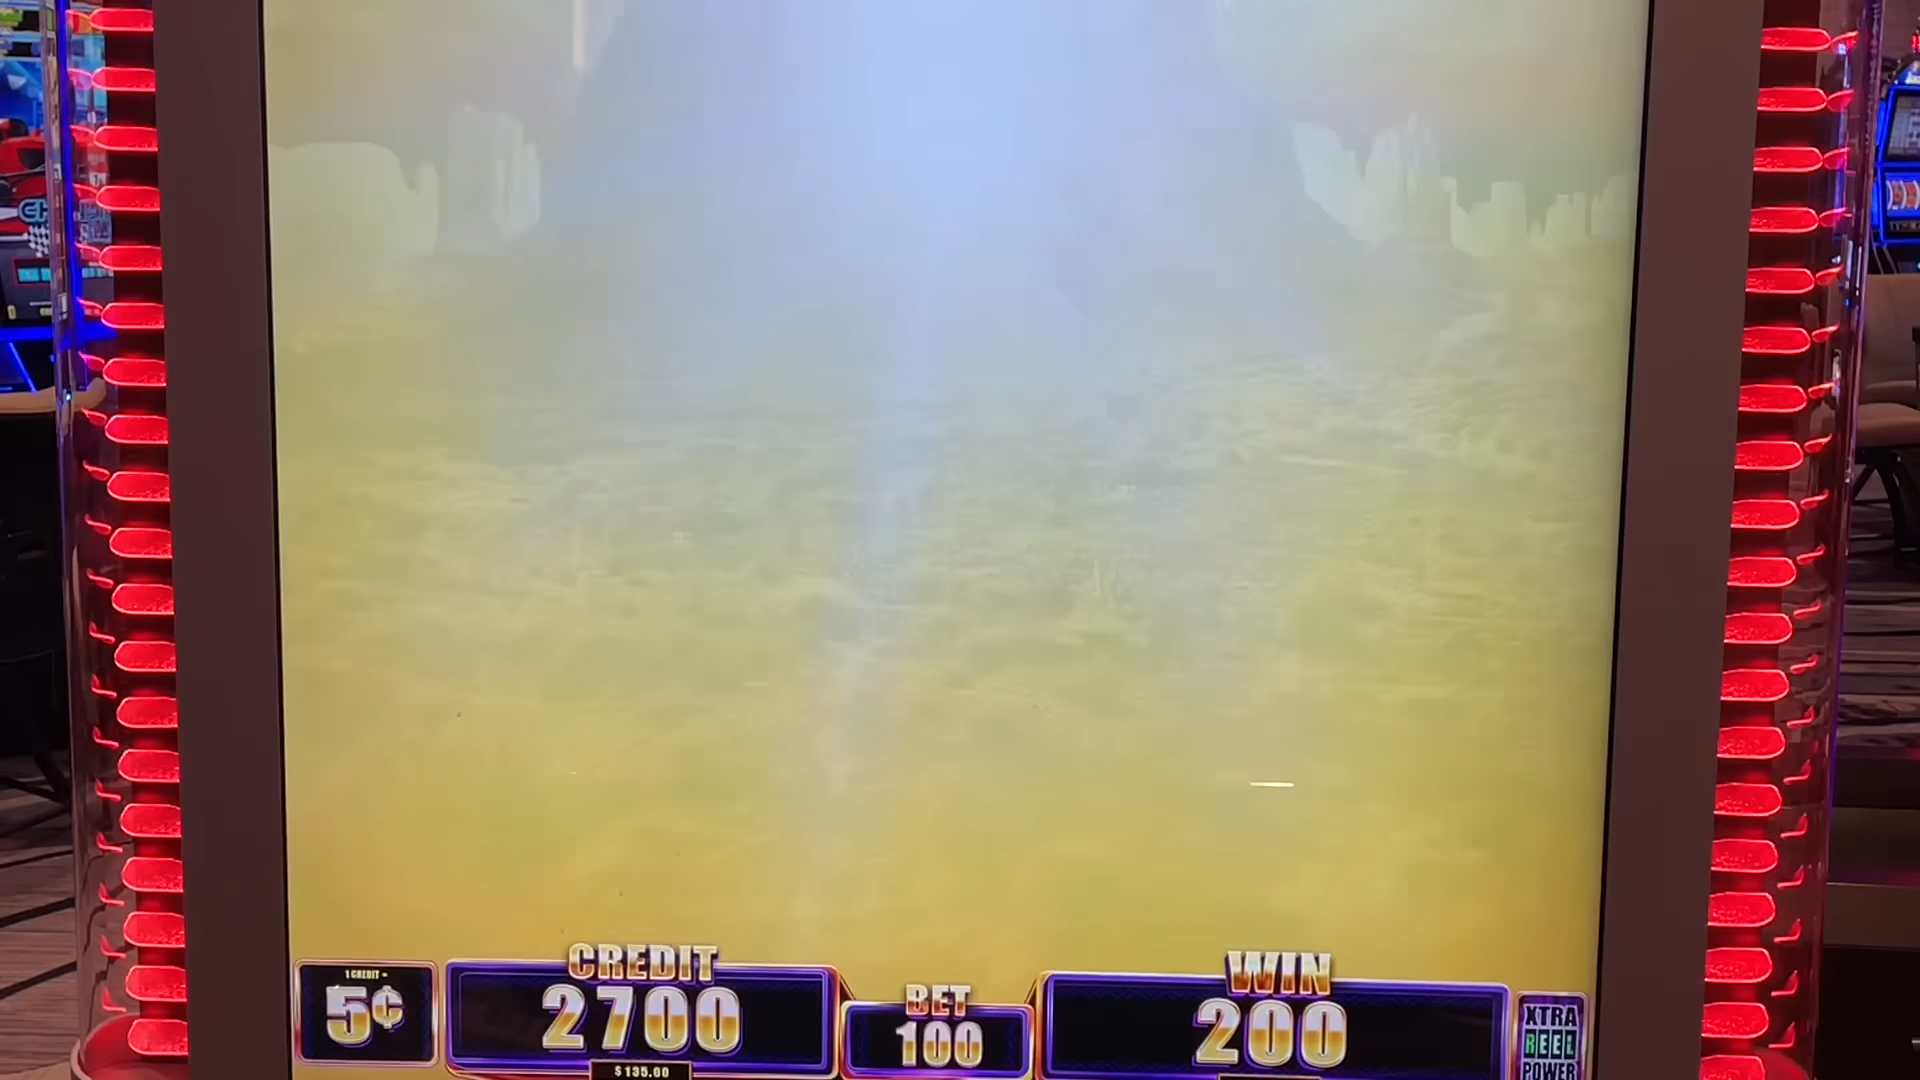 1 CREDIT =
5¢
CREDIT
2700
$135.00
BET
100
WIN
200
XTRA
REEL
POWER